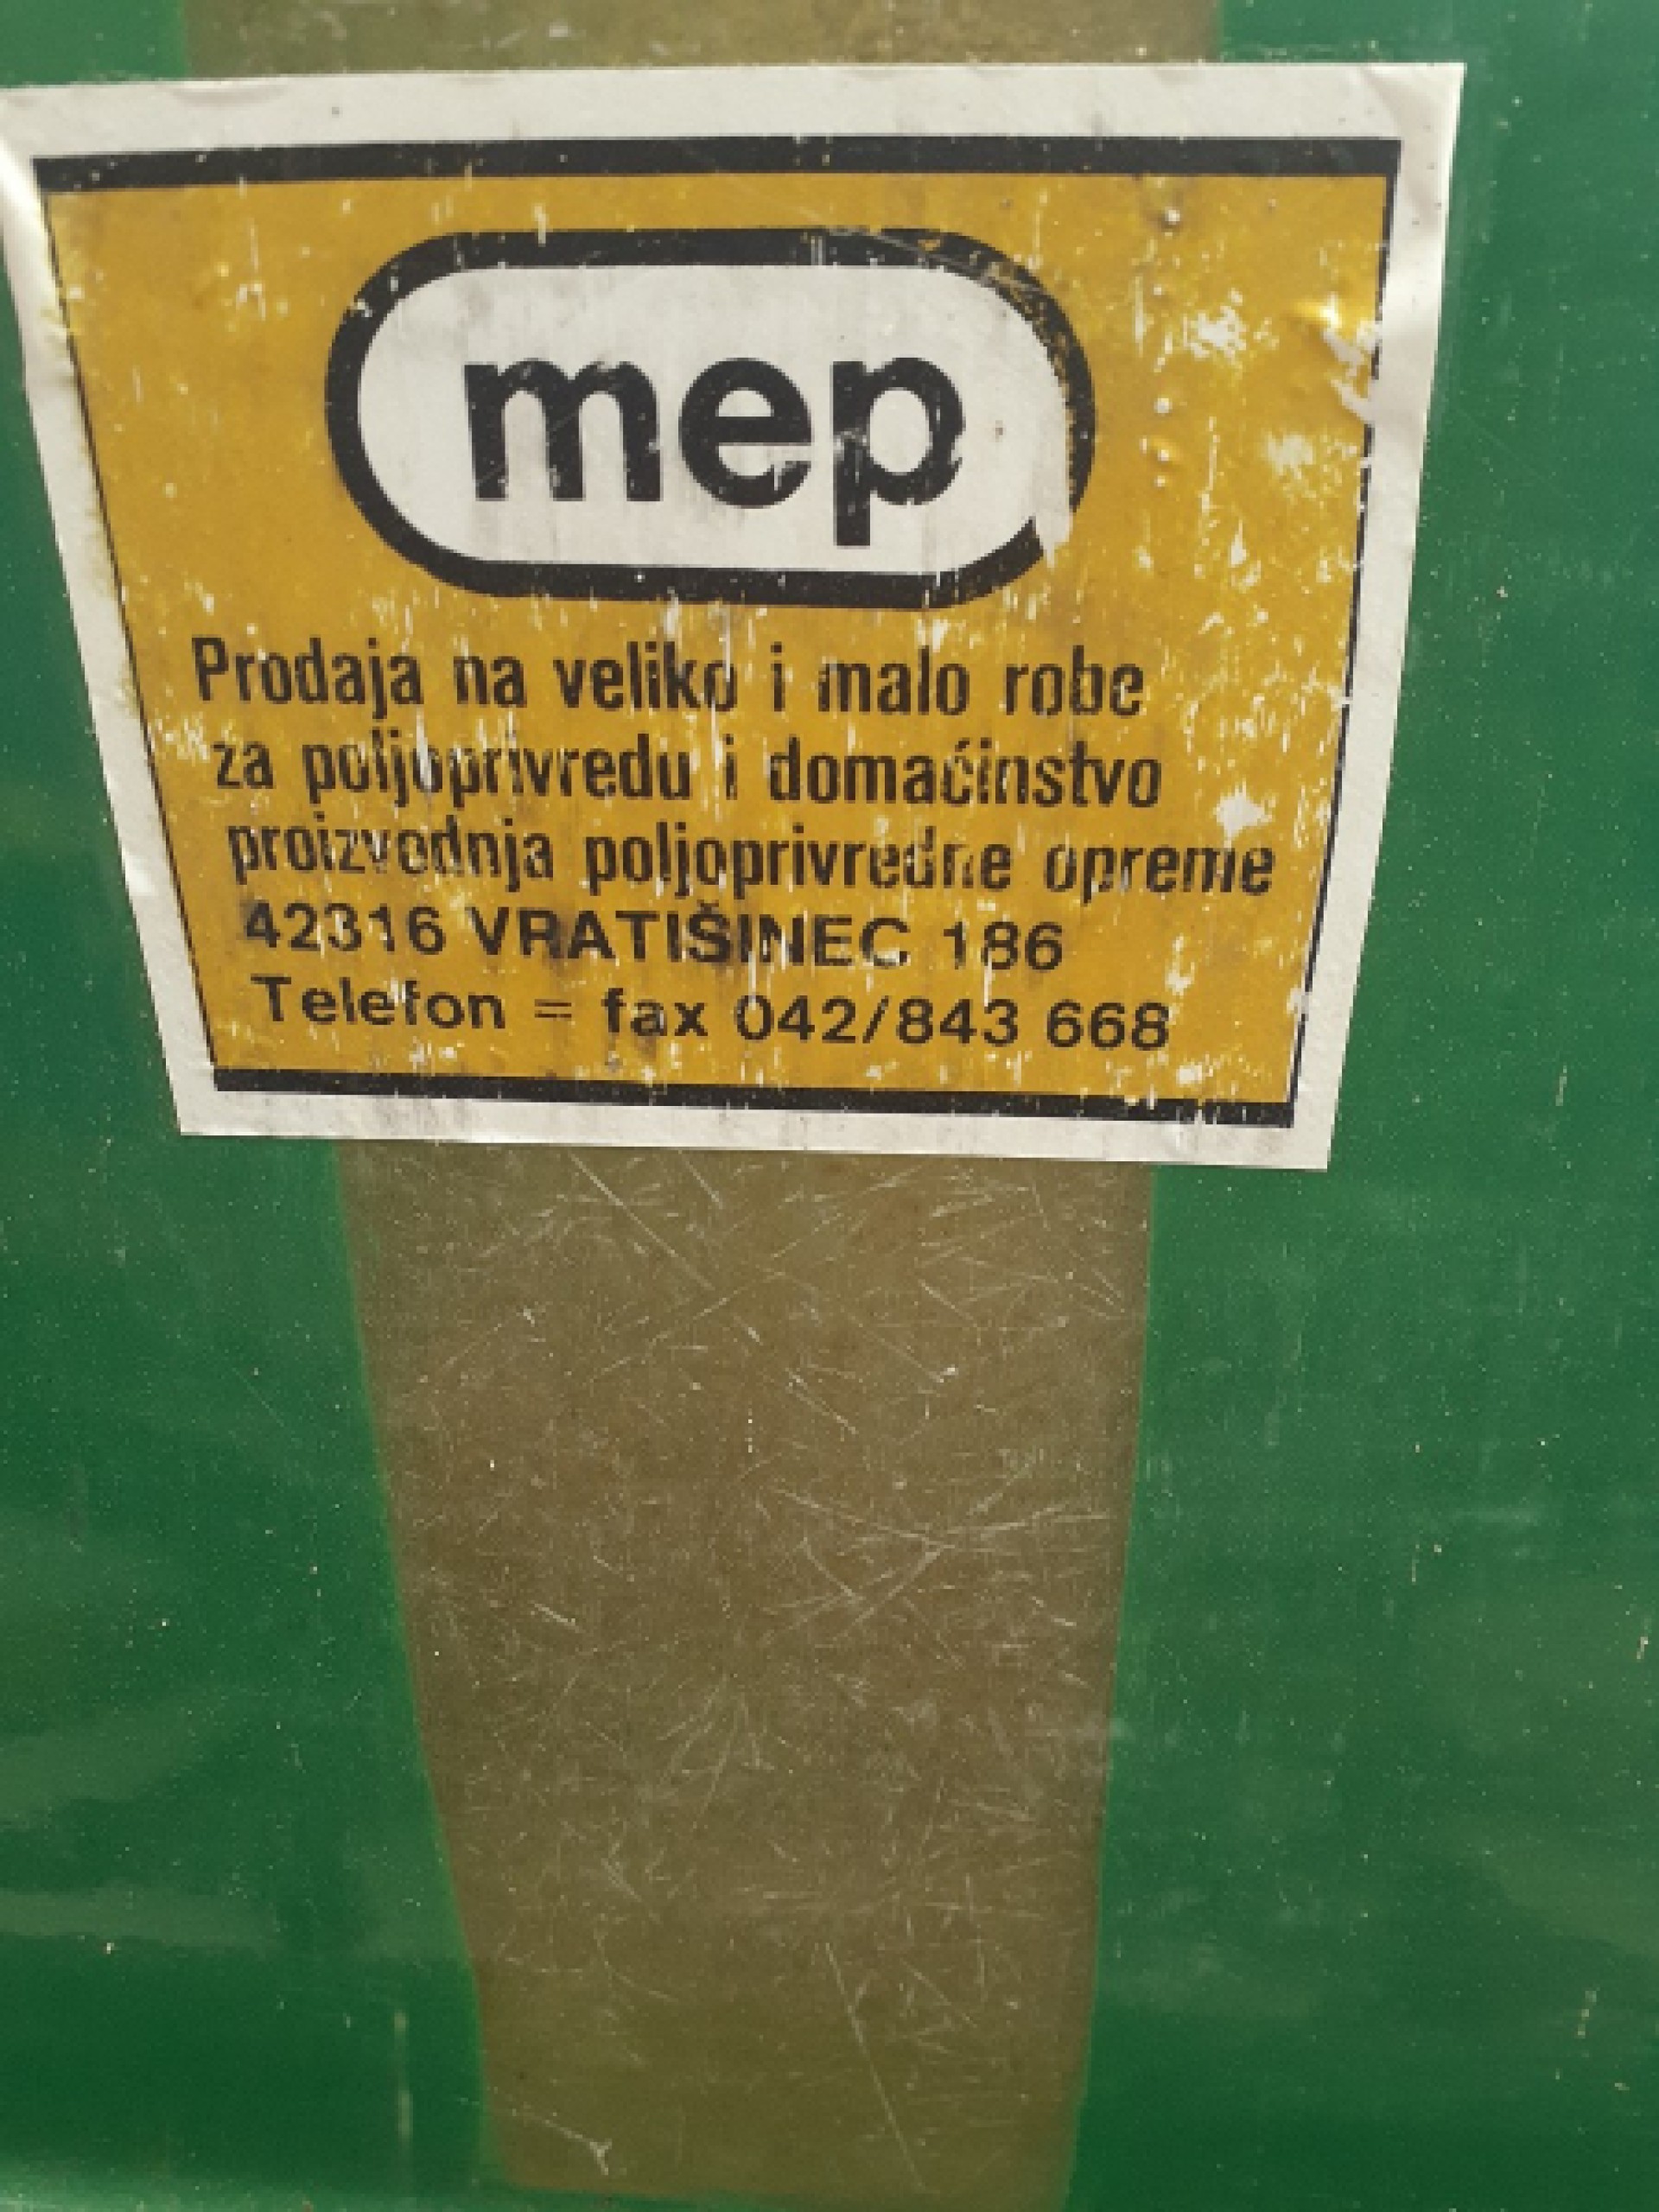 mep
Prodaja na veliko i malo robe
za poljoprivredu i domaćinstvo
proizvodnja poljoprivredne opreme
42316 VRATIŠINEC 186
Telefon = fax 042/843 668